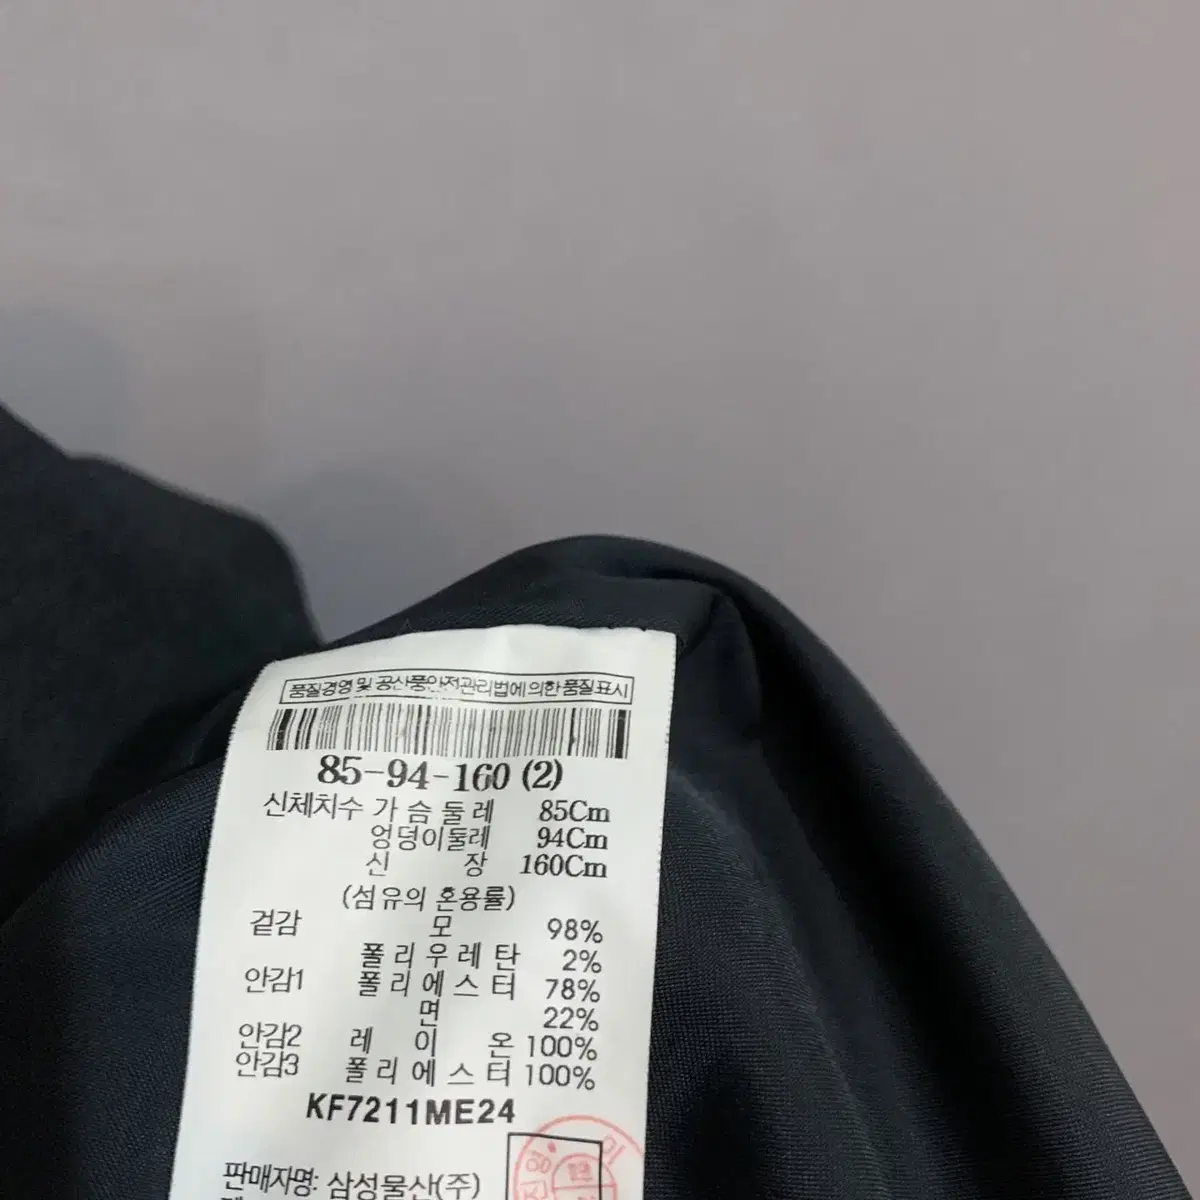 품질경영 및 공산품안전관리법에 의한 품질표시
85-94-160 (2)
신체치수 가슴둘레 85Cm
엉덩이둘레 94Cm
신장 160Cm
(섬유의 혼용률)
겉감 모 98%
폴리우레탄 2%
안감1 폴리에스터 78%
면 22%
안감2 레이온 100%
안감3 폴리에스터 100%
KF7211ME24
판매자명: 삼성물산(주)